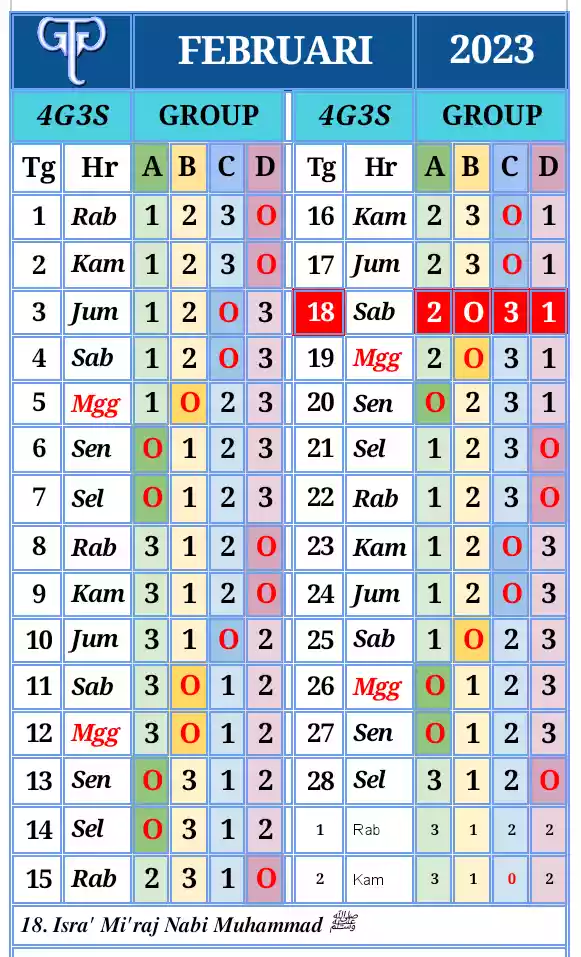 GTG FEBRUARI 2023
4G3S GROUP 4G3S GROUP
Tg Hr A B C D Tg Hr A B C D
1 Rab 1 2 3 O 16 Kam 2 3 O 1
2 Kam 1 2 3 O 17 Jum 2 3 O 1
3 Jum 1 2 O 3 18 Sab 2 O 3 1
4 Sab 1 2 O 3 19 Mgg 2 O 3 1
5 Mgg 1 O 2 3 20 Sen O 2 3 1
6 Sen O 1 2 3 21 Sel 1 2 3 O
7 Sel O 1 2 3 22 Rab 1 2 3 O
8 Rab 3 1 2 O 23 Kam 1 2 O 3
9 Kam 3 1 2 O 24 Jum 1 2 O 3
10 Jum 3 1 O 2 25 Sab 1 O 2 3
11 Sab 3 O 1 2 26 Mgg O 1 2 3
12 Mgg 3 O 1 2 27 Sen O 1 2 3
13 Sen O 3 1 2 28 Sel 3 1 2 O
14 Sel O 3 1 2 1 Rab 3 1 2 2
15 Rab 2 3 1 O 2 Kam 3 1 0 2
18. Isra' Mi'raj Nabi Muhammad ﷺ